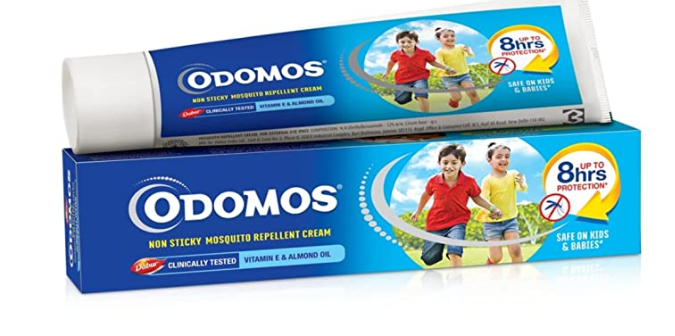 ODOMOS®
NON STICKY MOSQUITO REPELLENT CREAM
Dabur CLINICALLY TESTED VITAMIN E & ALMOND OIL
UP TO
8hrs
PROTECTION*
SAFE ON KIDS
& BABIES*
ODOMOS®
NON STICKY MOSQUITO REPELLENT CREAM
Dabur CLINICALLY TESTED VITAMIN E & ALMOND OIL
UP TO
8hrs
PROTECTION*
SAFE ON KIDS
& BABIES*